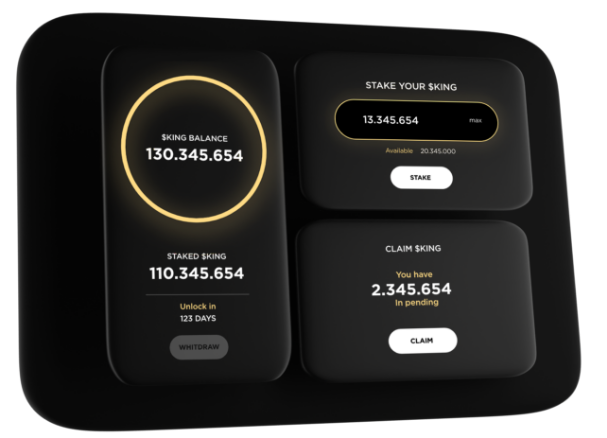 $KING BALANCE
130.345.654
STAKED $KING
110.345.654
Unlock in
123 DAYS
WHITDRAW
STAKE YOUR $KING
13.345.654 max
Available 20.345.000
STAKE
CLAIM $KING
You have
2.345.654
In pending
CLAIM